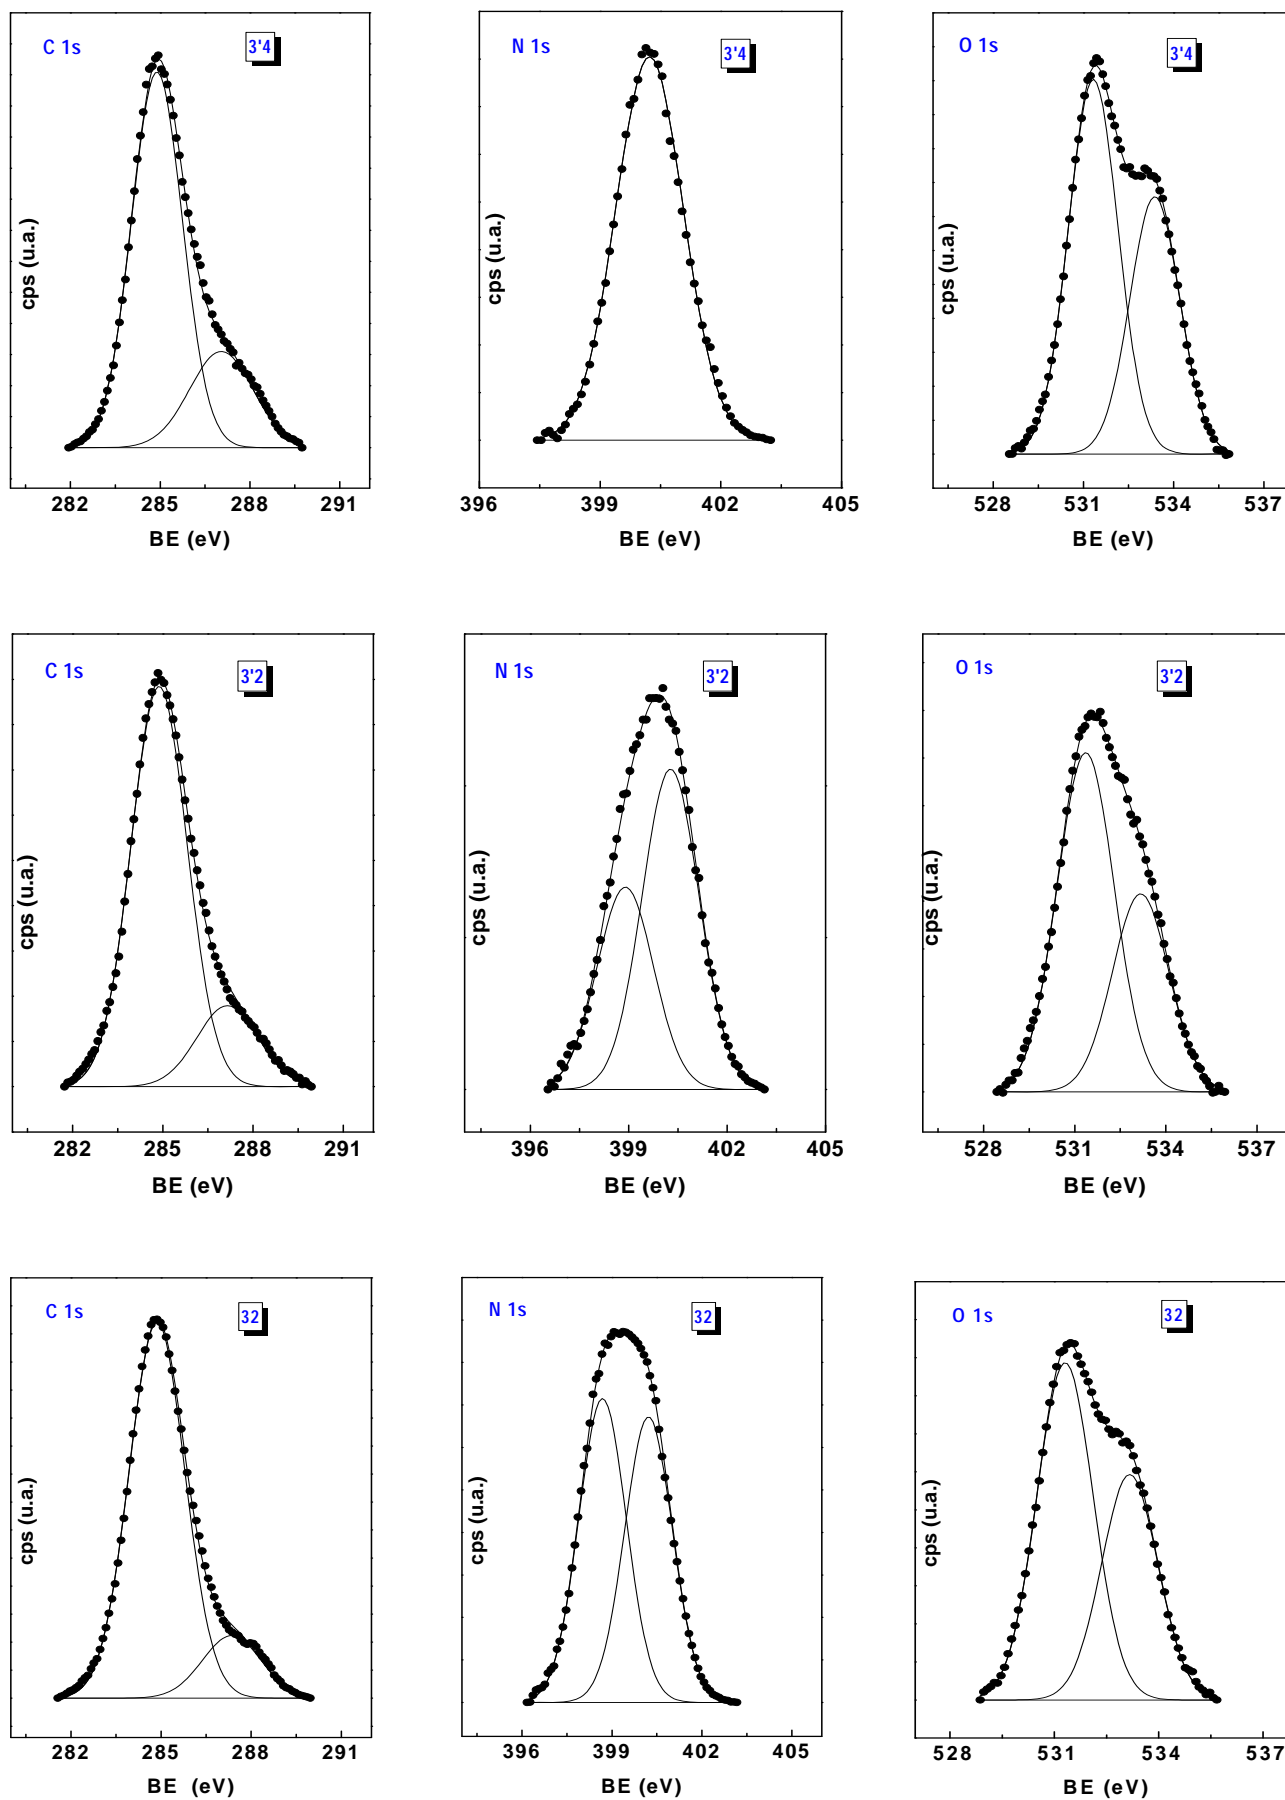 C 1s
3'4
cps (u.a.)
282 285 288 291
BE (eV)
N 1s
3'4
cps (u.a.)
396 399 402 405
BE (eV)
O 1s
3'4
cps (u.a.)
528 531 534 537
BE (eV)
C 1s
3'2
cps (u.a.)
282 285 288 291
BE (eV)
N 1s
3'2
cps (u.a.)
396 399 402 405
BE (eV)
O 1s
3'2
cps (u.a.)
528 531 534 537
BE (eV)
C 1s
32
cps (u.a.)
282 285 288 291
BE (eV)
N 1s
32
cps (u.a.)
396 399 402 405
BE (eV)
O 1s
32
cps (u.a.)
528 531 534 537
BE (eV)